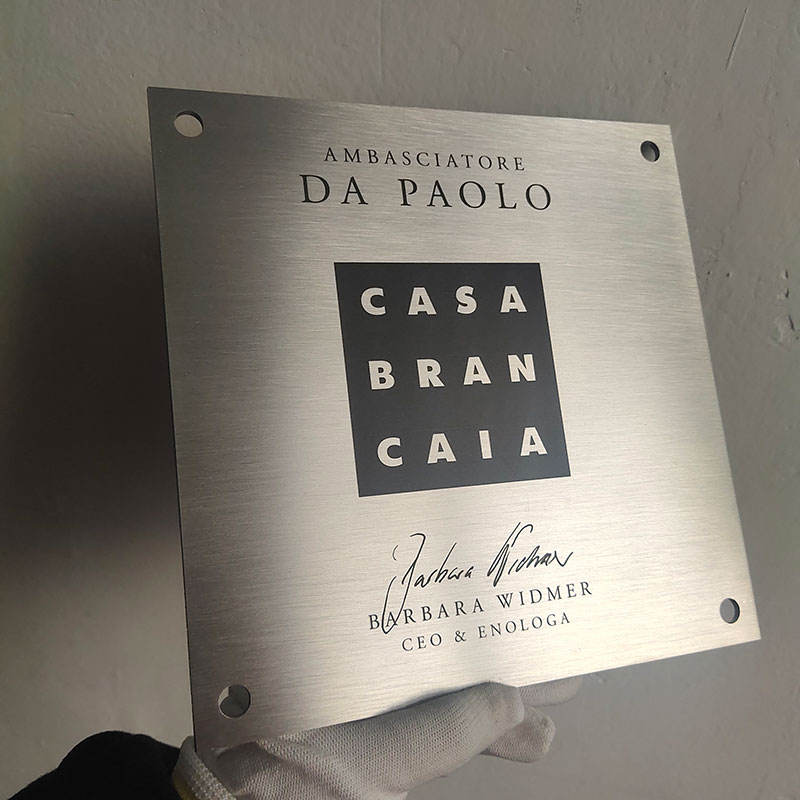 AMBASCIATORE
DA PAOLO
CASA
BRAN
CAIA
Barbara Widmer
BARBARA WIDMER
CEO & ENOLOGA